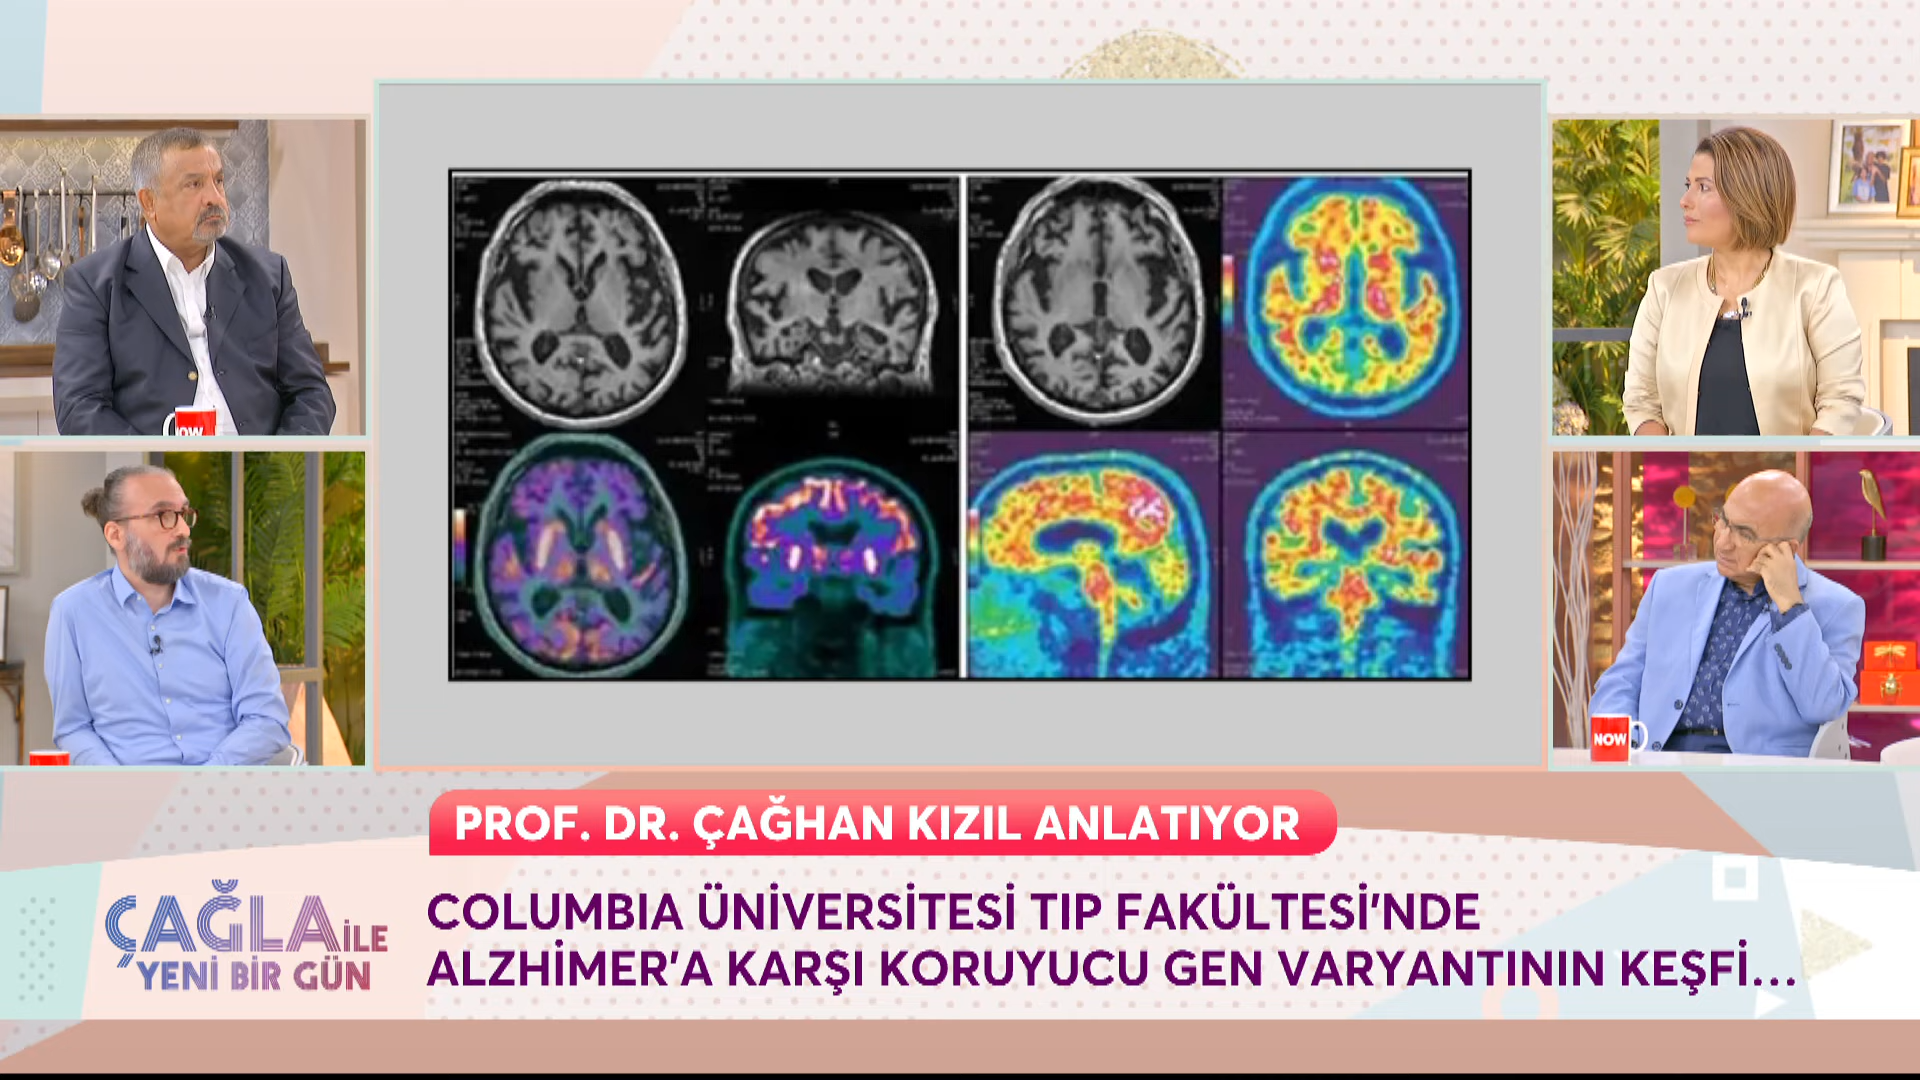 NOW
NOW
PROF. DR. ÇAĞHAN KIZIL ANLATIYOR
ÇAĞLA İLE
YENİ BİR GÜN
COLUMBIA ÜNİVERSİTESİ TIP FAKÜLTESİ'NDE
ALZHİMER'A KARŞI KORUYUCU GEN VARYANTININ KEŞFİ...